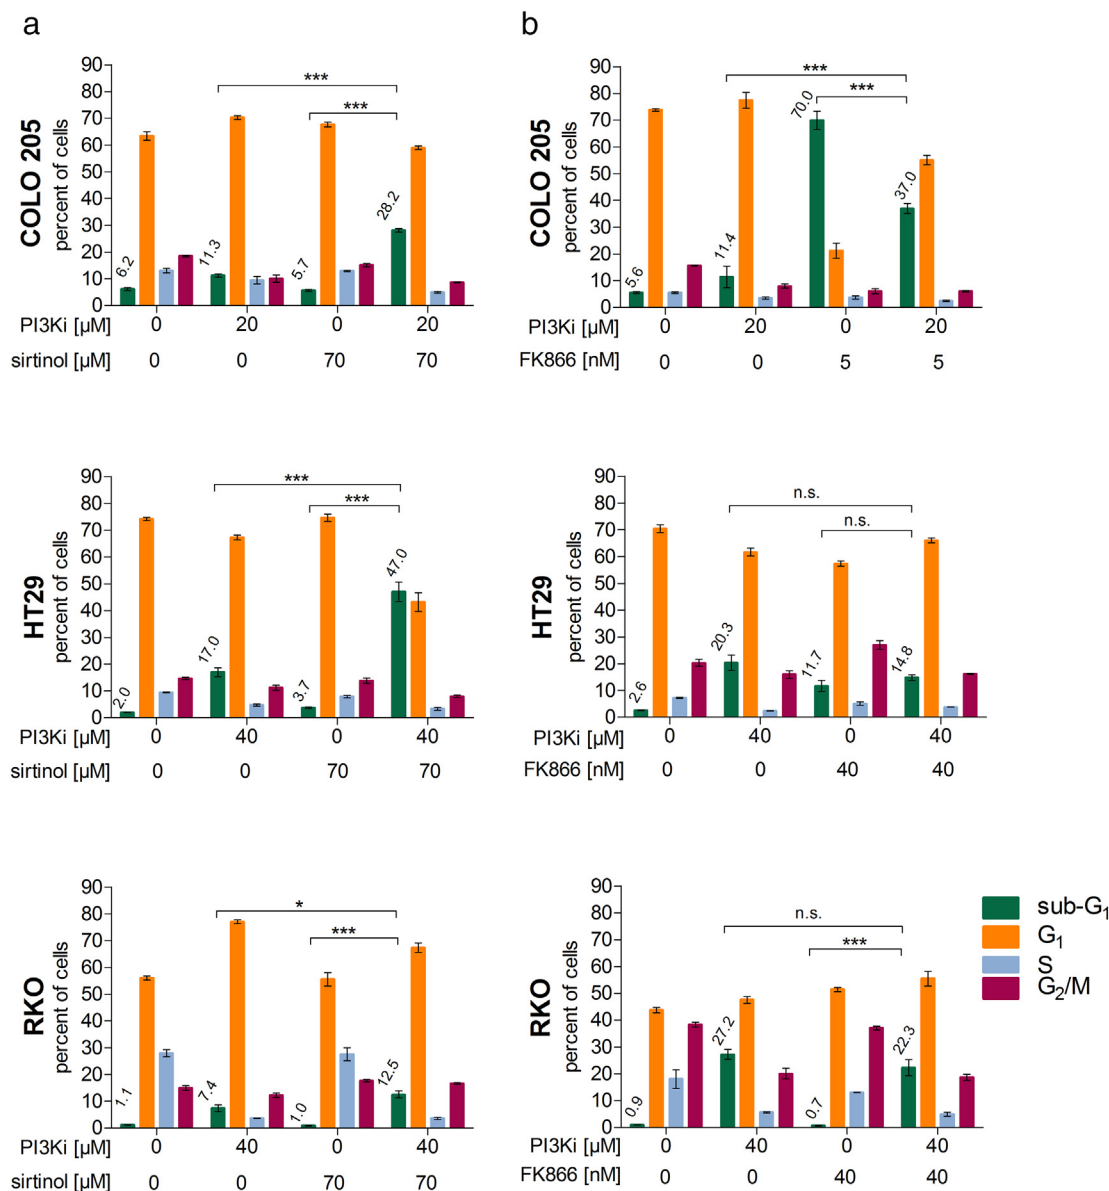 a
COLO 205
percent of cells
90
80
70
60
50
40
30
20
10
0
6.2
11.3
5.7
28.2
***
***
PI3Ki [µM] 0 20 0 20
sirtinol [µM] 0 0 70 70
b
COLO 205
percent of cells
90
80
70
60
50
40
30
20
10
0
5.6
11.4
70.0
37.0
***
***
PI3Ki [µM] 0 20 0 20
FK866 [nM] 0 0 5 5
HT29
percent of cells
90
80
70
60
50
40
30
20
10
0
2.0
17.0
3.7
47.0
***
***
PI3Ki [µM] 0 40 0 40
sirtinol [µM] 0 0 70 70
HT29
percent of cells
90
80
70
60
50
40
30
20
10
0
2.6
20.3
11.7
14.8
n.s.
n.s.
PI3Ki [µM] 0 40 0 40
FK866 [nM] 0 0 40 40
RKO
percent of cells
90
80
70
60
50
40
30
20
10
0
1.1
7.4
1.0
12.5
*
***
PI3Ki [µM] 0 40 0 40
sirtinol [µM] 0 0 70 70
RKO
percent of cells
90
80
70
60
50
40
30
20
10
0
0.9
27.2
0.7
22.3
n.s.
***
PI3Ki [µM] 0 40 0 40
FK866 [nM] 0 0 40 40
sub-G₁
G₁
S
G₂/M